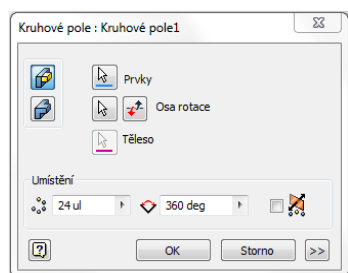 Kruhové pole : Kruhové pole1
Prvky
Osa rotace
Těleso
Umístění
24 ul
360 deg
OK
Storno
>>